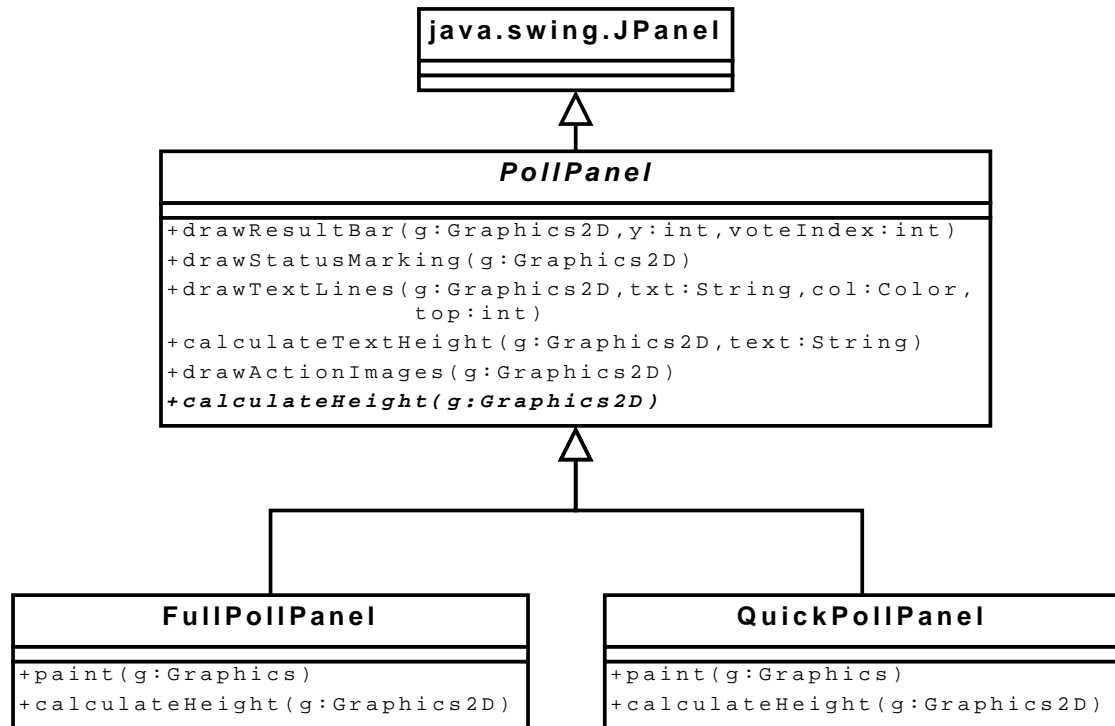 java.swing.JPanel
PollPanel
+drawResultBar(g:Graphics2D,y:int,voteIndex:int)
+drawStatusMarking(g:Graphics2D)
+drawTextLines(g:Graphics2D,txt:String,col:Color,
top:int)
+calculateTextHeight(g:Graphics2D,text:String)
+drawActionImages(g:Graphics2D)
+calculateHeight(g:Graphics2D)
FullPollPanel
+paint(g:Graphics)
+calculateHeight(g:Graphics2D)
QuickPollPanel
+paint(g:Graphics)
+calculateHeight(g:Graphics2D)